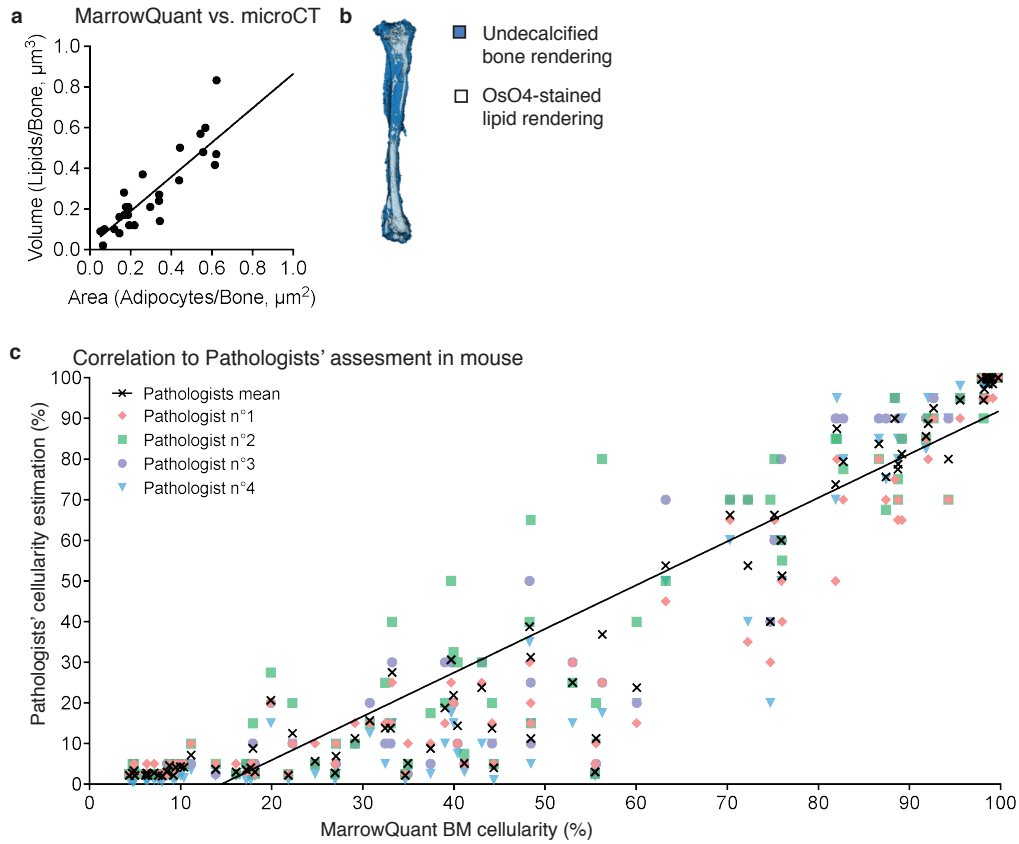 a
MarrowQuant vs. microCT
Volume (Lipids/Bone, µm3)
1.0
0.8
0.6
0.4
0.2
0.0
0.0 0.2 0.4 0.6 0.8 1.0
Area (Adipocytes/Bone, µm2)
b
Undecalcified
bone rendering
OsO4-stained
lipid rendering
c
Correlation to Pathologists’ assesment in mouse
Pathologists’ cellularity estimation (%)
100
90
80
70
60
50
40
30
20
10
0
Pathologists mean
Pathologist n°1
Pathologist n°2
Pathologist n°3
Pathologist n°4
0 10 20 30 40 50 60 70 80 90 100
MarrowQuant BM cellularity (%)